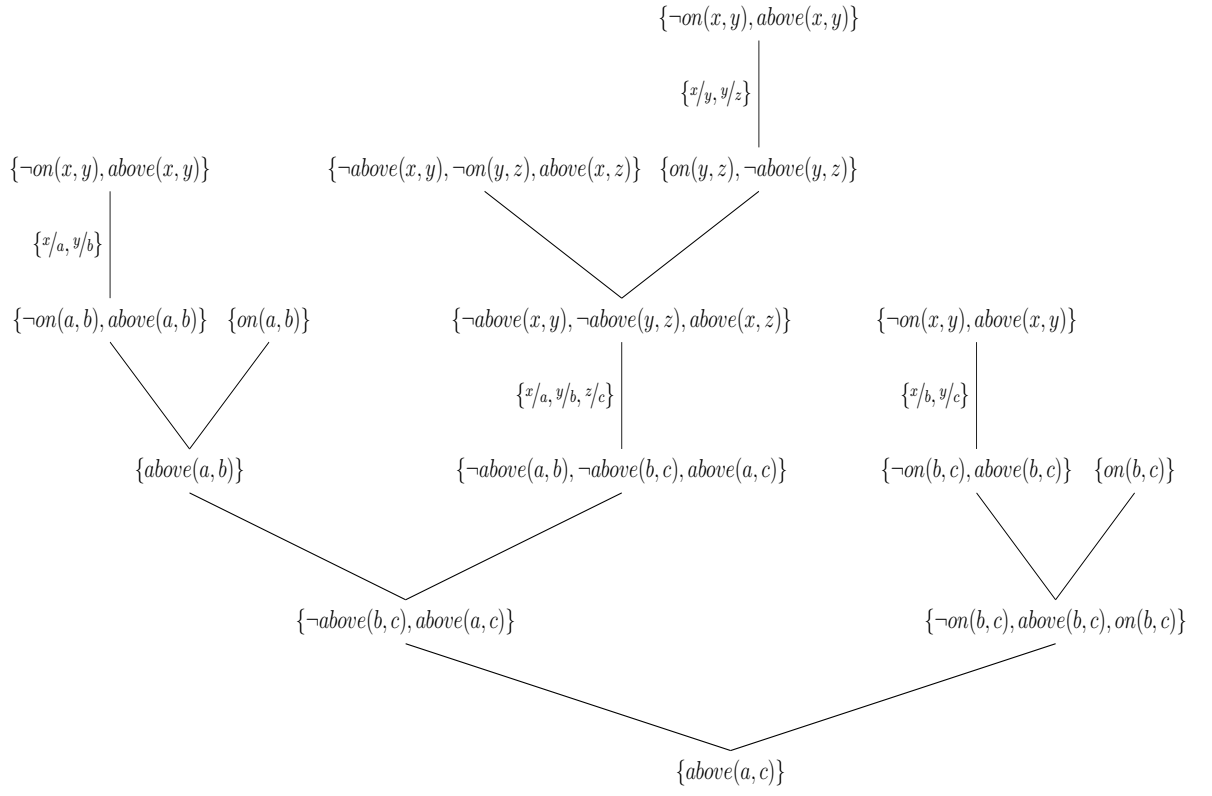 {¬on(x, y), above(x, y)}
{x/y, y/z}
{¬on(x, y), above(x, y)} {¬above(x, y), ¬on(y, z), above(x, z)} {on(y, z), ¬above(y, z)}
{x/a, y/b}
{¬on(a, b), above(a, b)} {on(a, b)} {¬above(x, y), ¬above(y, z), above(x, z)} {¬on(x, y), above(x, y)}
{x/a, y/b, z/c} {x/b, y/c}
{above(a, b)} {¬above(a, b), ¬above(b, c), above(a, c)} {¬on(b, c), above(b, c)} {on(b, c)}
{¬above(b, c), above(a, c)} {¬on(b, c), above(b, c), on(b, c)}
{above(a, c)}